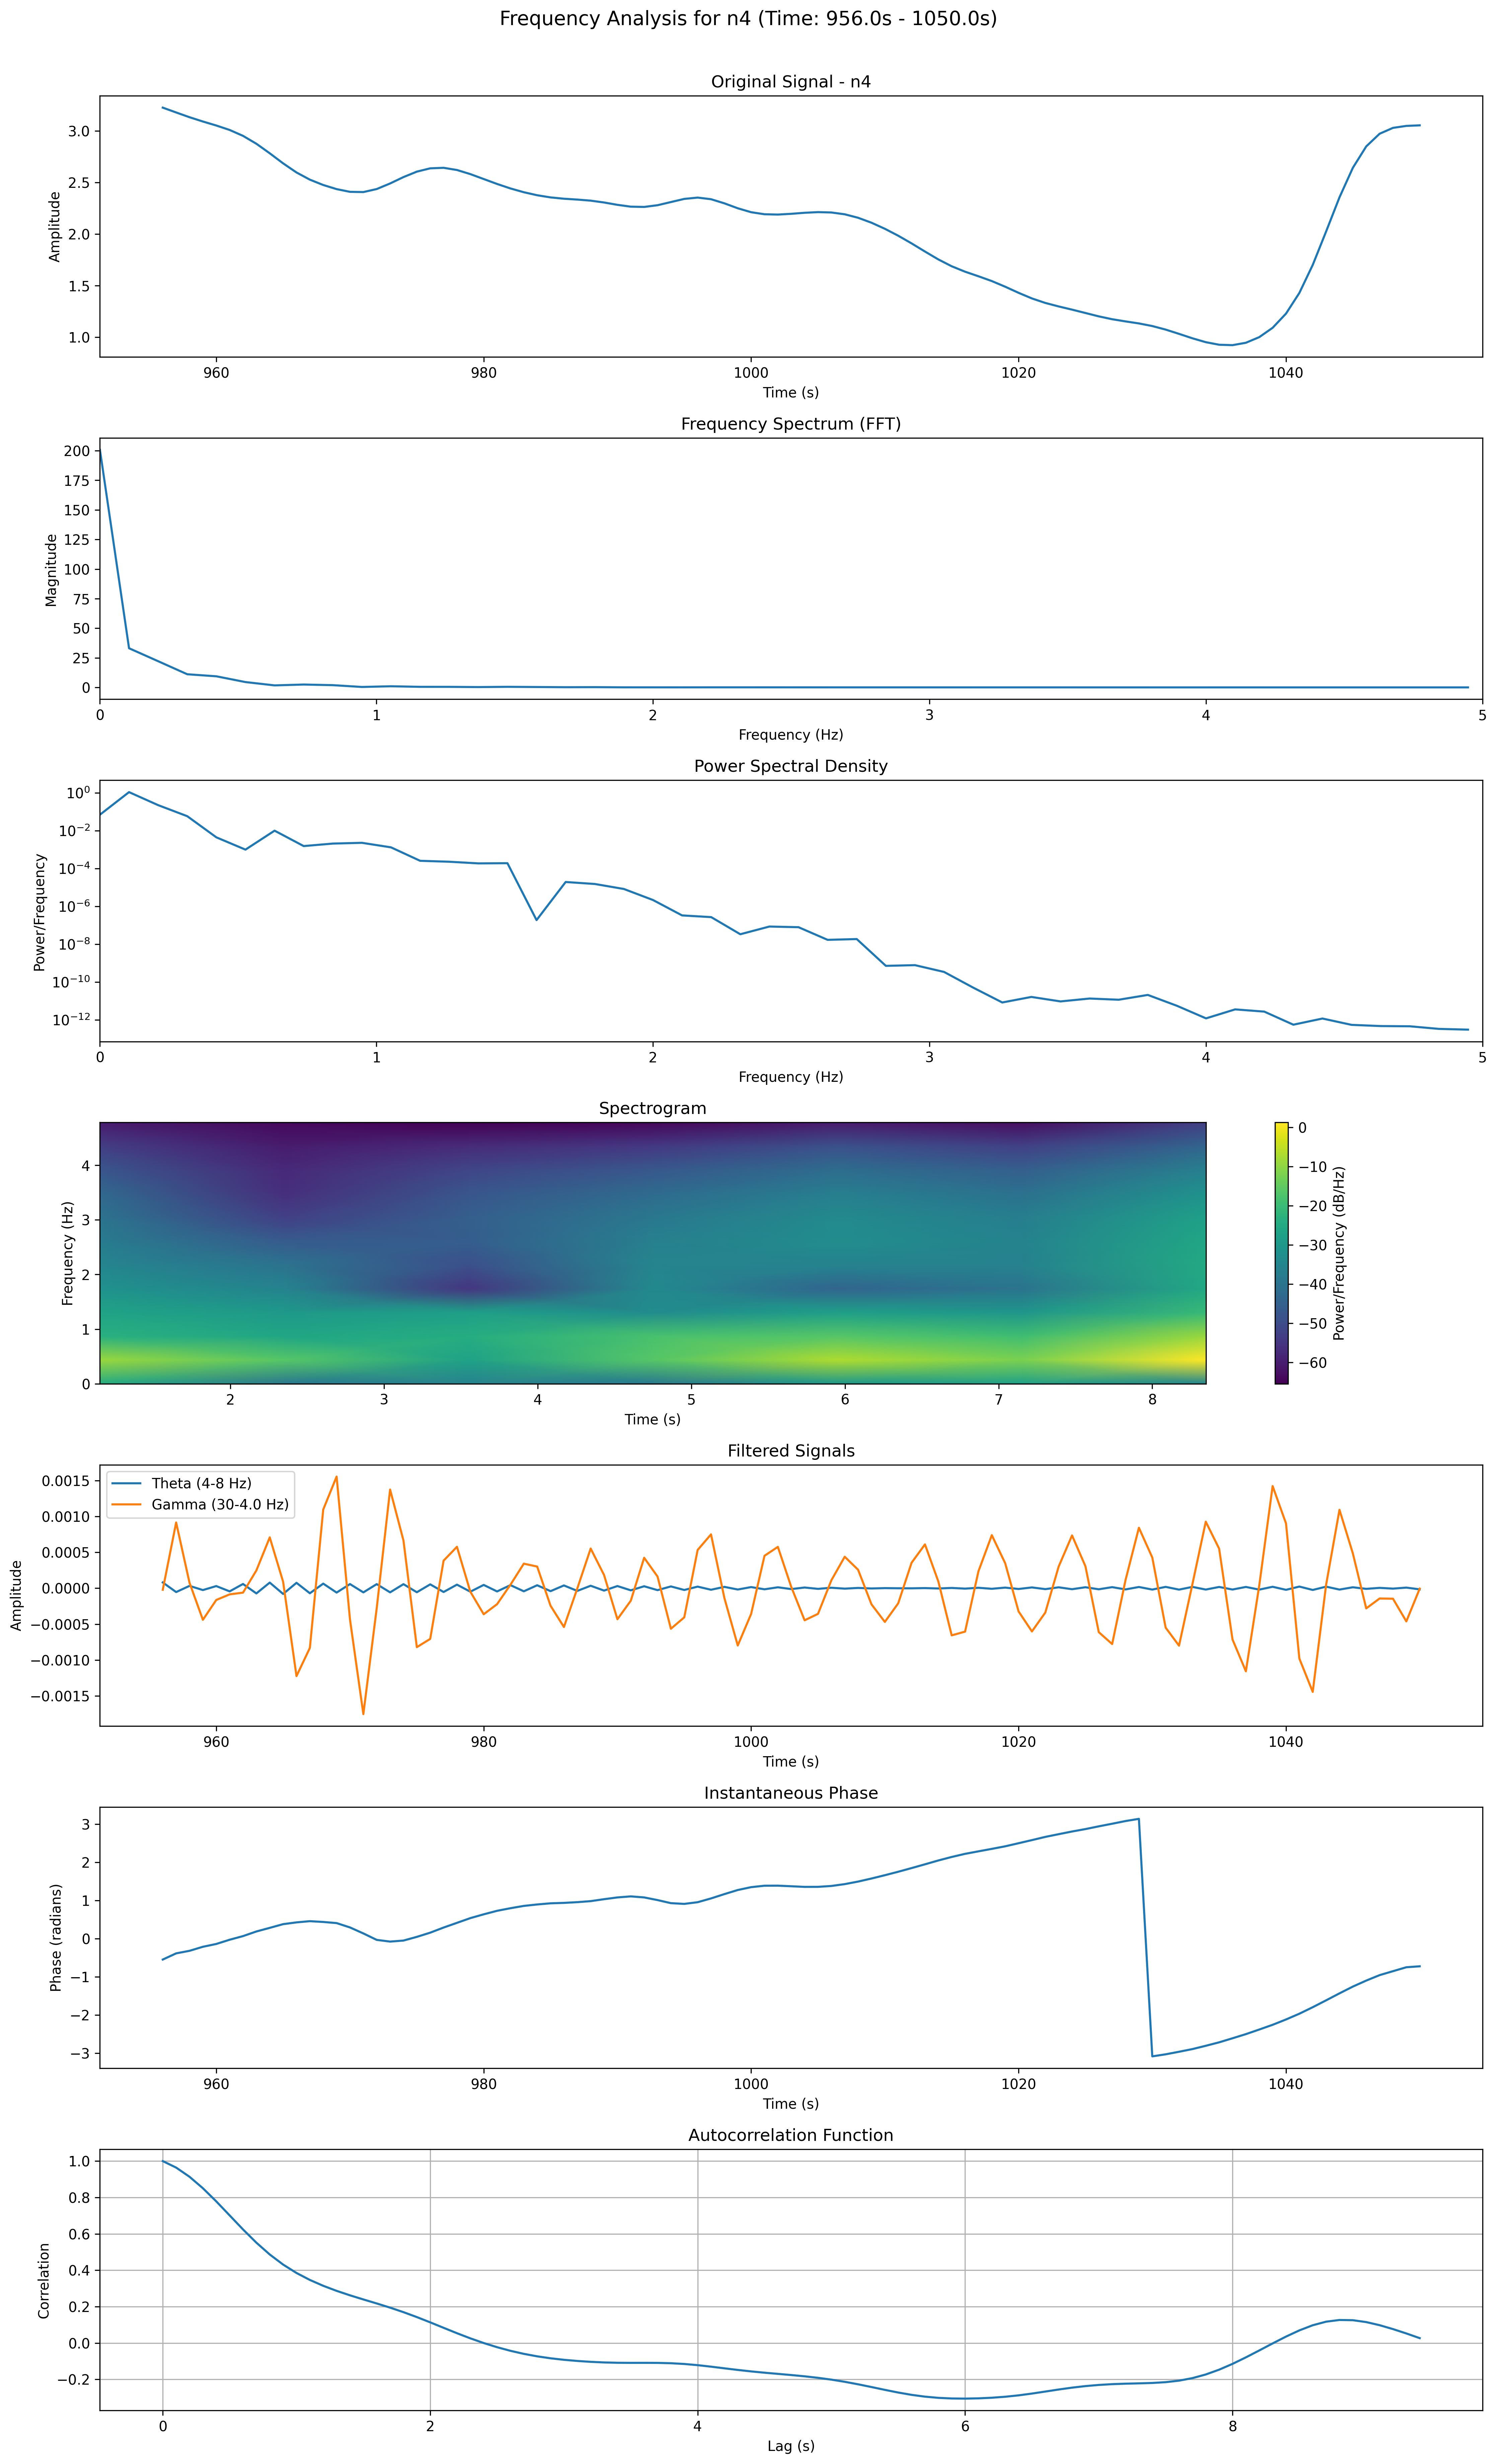 Frequency Analysis for n4 (Time: 956.0s - 1050.0s)
Original Signal - n4
Amplitude
3.0
2.5
2.0
1.5
1.0
960 980 1000 1020 1040
Time (s)
Frequency Spectrum (FFT)
Magnitude
200
175
150
125
100
75
50
25
0
0 1 2 3 4 5
Frequency (Hz)
Power Spectral Density
Power/Frequency
10⁰
10⁻²
10⁻⁴
10⁻⁶
10⁻⁸
10⁻¹⁰
10⁻¹²
0 1 2 3 4 5
Frequency (Hz)
Spectrogram
Frequency (Hz)
4
3
2
1
0
2 3 4 5 6 7 8
Time (s)
0
−10
−20
−30
−40
−50
−60
Power/Frequency (dB/Hz)
Filtered Signals
Theta (4-8 Hz)
Gamma (30-4.0 Hz)
Amplitude
0.0015
0.0010
0.0005
0.0000
−0.0005
−0.0010
−0.0015
960 980 1000 1020 1040
Time (s)
Instantaneous Phase
Phase (radians)
3
2
1
0
−1
−2
−3
960 980 1000 1020 1040
Time (s)
Autocorrelation Function
Correlation
1.0
0.8
0.6
0.4
0.2
0.0
−0.2
0 2 4 6 8
Lag (s)